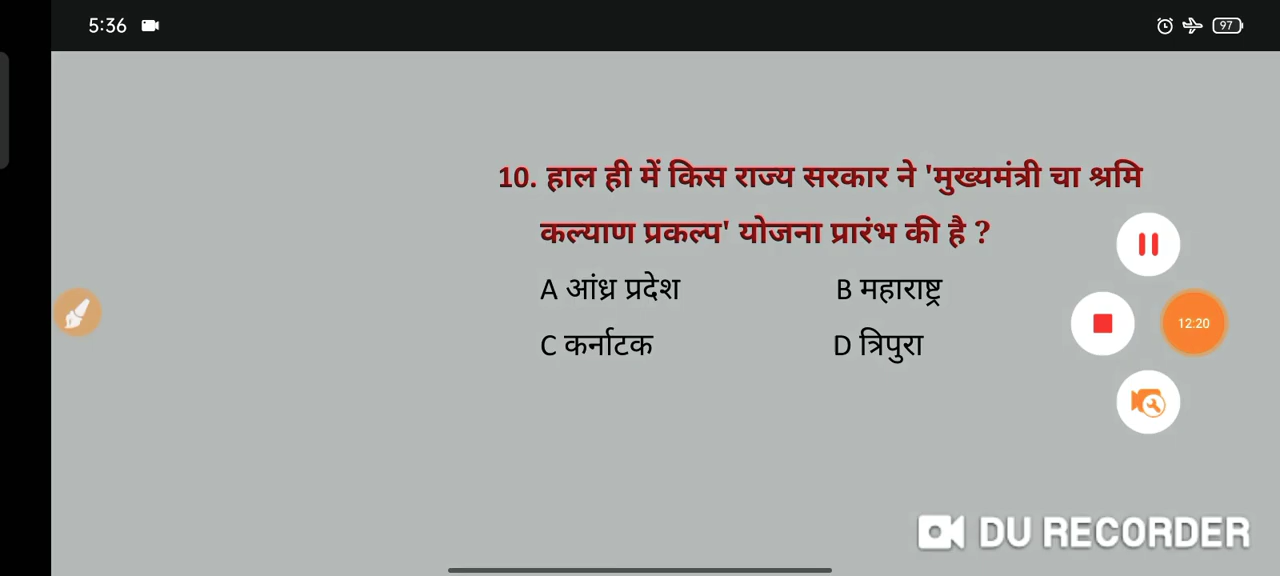 5:36
97
10. हाल ही में किस राज्य सरकार ने 'मुख्यमंत्री चा श्रमि
कल्याण प्रकल्प' योजना प्रारंभ की है ?
A आंध्र प्रदेश B महाराष्ट्र
C कर्नाटक D त्रिपुरा
12:20
DU RECORDER